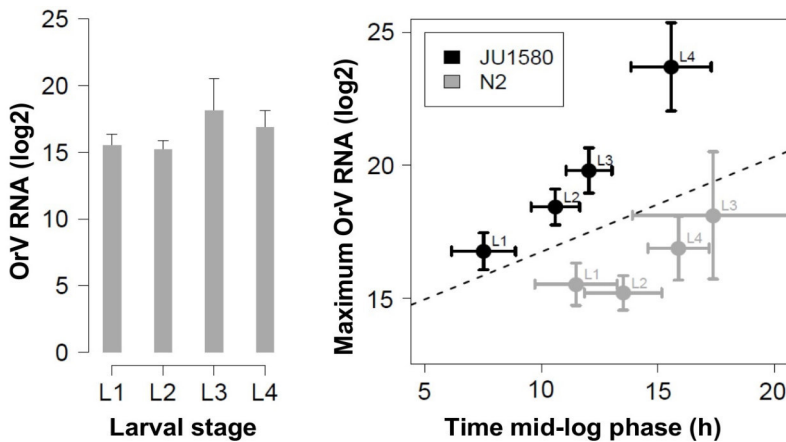 OrV RNA (log2)
25
20
15
10
5
0
L1 L2 L3 L4
Larval stage
Maximum OrV RNA (log2)
25
20
15
JU1580
N2
L4
L3
L2
L1
L3
L4
L1
L2
5 10 15 20
Time mid-log phase (h)